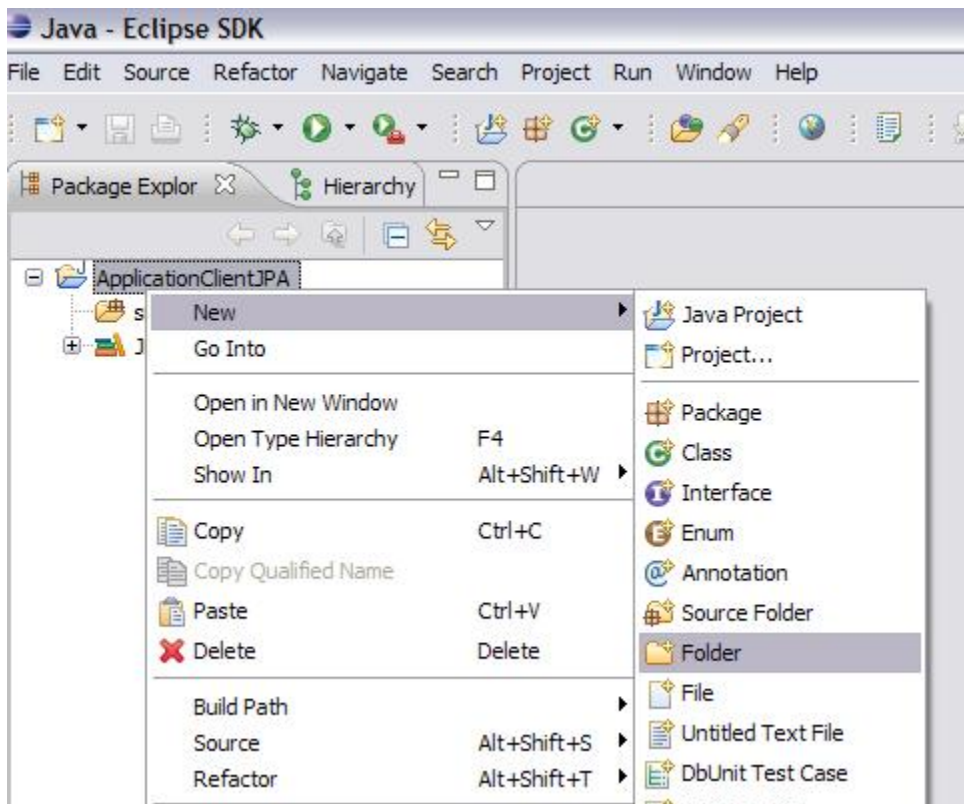 Java - Eclipse SDK
File Edit Source Refactor Navigate Search Project Run Window Help
Package Explor Hierarchy
ApplicationClientJPA
s
J
New
Go Into
Open in New Window
Open Type Hierarchy F4
Show In Alt+Shift+W
Copy Ctrl+C
Copy Qualified Name
Paste Ctrl+V
Delete Delete
Build Path
Source Alt+Shift+S
Refactor Alt+Shift+T
Java Project
Project...
Package
Class
Interface
Enum
Annotation
Source Folder
Folder
File
Untitled Text File
DbUnit Test Case